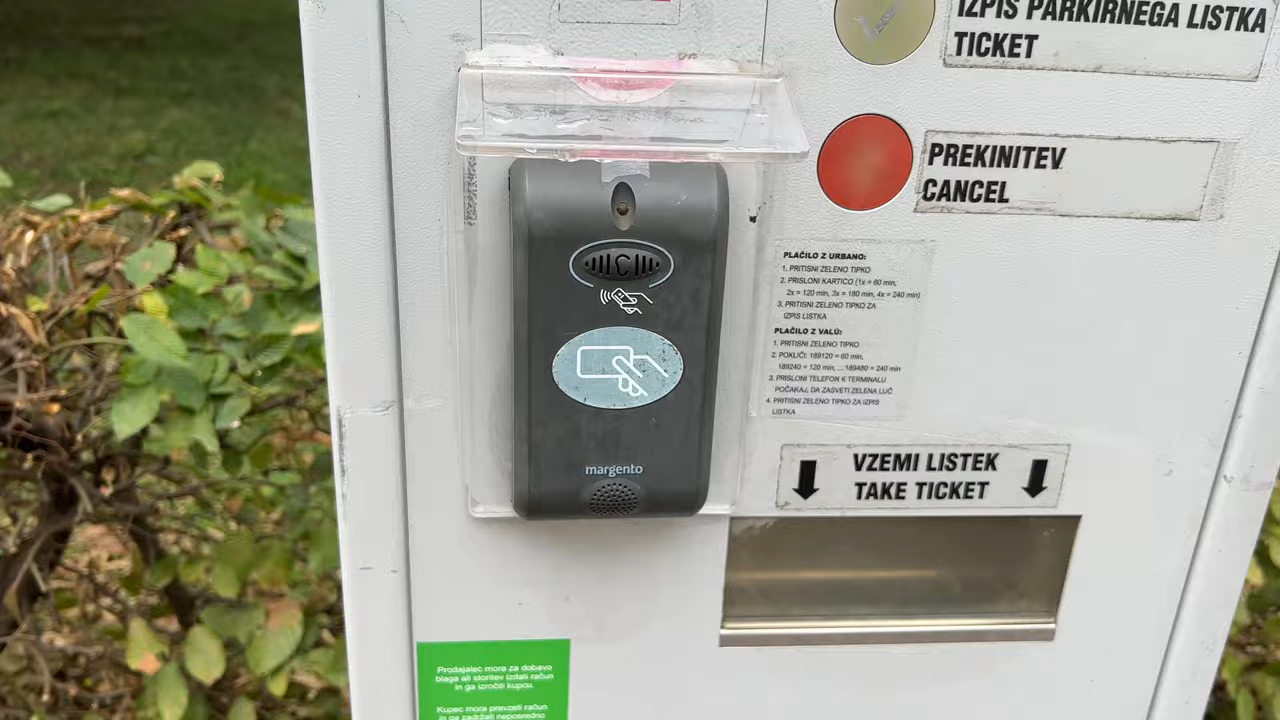 IZPIS PARKIRNEGA LISTKA
TICKET
PREKINITEV
CANCEL
PLAČILO Z URBANO:
1. PRITISNI ZELENO TIPKO
2. PRISLONI KARTICO (1x = 60 min,
2x = 120 min, 3x = 180 min, 4x = 240 min)
3. PRITISNI ZELENO TIPKO ZA
IZPIS LISTKA
PLAČILO Z VALÚ:
1. PRITISNI ZELENO TIPKO
2. POKLIČI: 189120 = 60 min,
189240 = 120 min, ... 189480 = 240 min
3. PRISLONI TELEFON K TERMINALU
POČAKAJ, DA ZASVETI ZELENA LUČ
4. PRITISNI ZELENO TIPKO ZA IZPIS
LISTKA
margento
VZEMI LISTEK
TAKE TICKET
Prodajalec mora za dobavo
blaga ali storitev izdati račun
in ga izročiti kupcu.
Kupec mora prevzeti račun
in ga zadržati neposredno